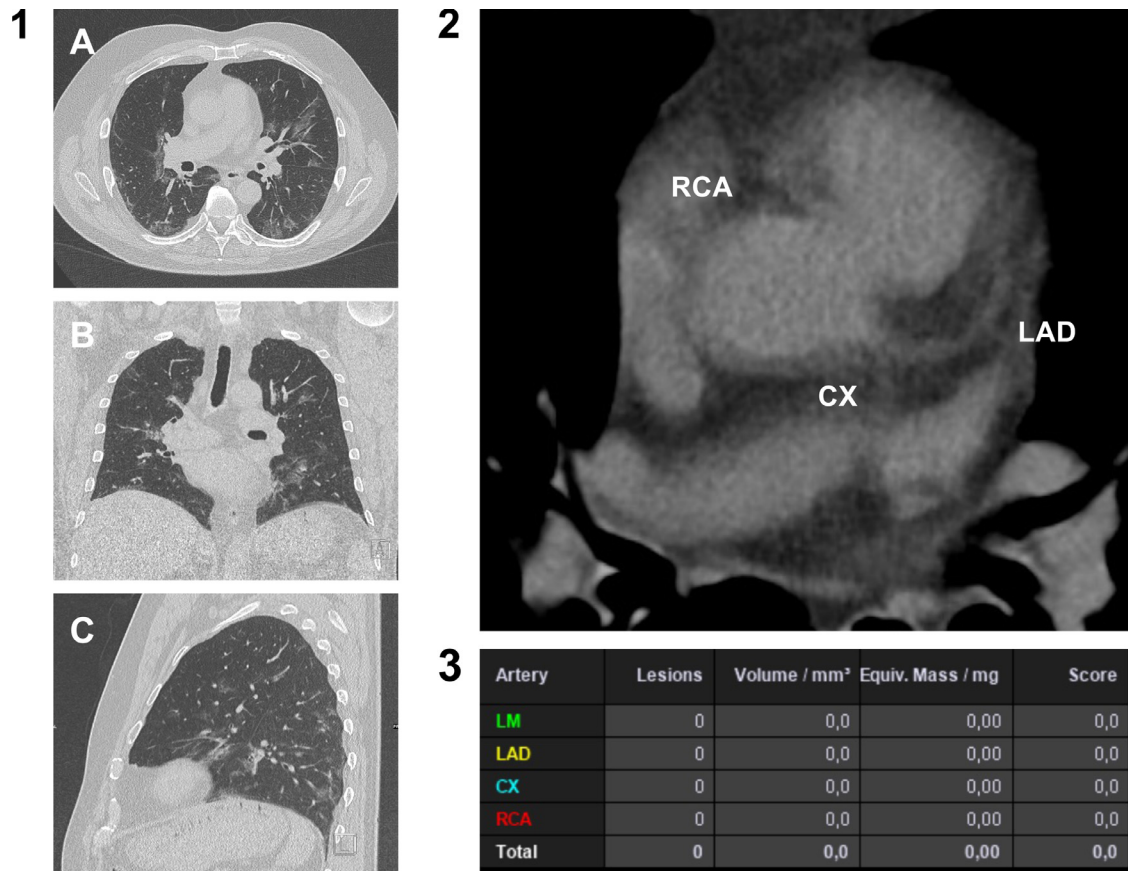 1
A
B
C
2
RCA
LAD
CX
3
Artery Lesions Volume / mm³ Equiv. Mass / mg Score
LM 0 0,0 0,00 0,0
LAD 0 0,0 0,00 0,0
CX 0 0,0 0,00 0,0
RCA 0 0,0 0,00 0,0
Total 0 0,0 0,00 0,0